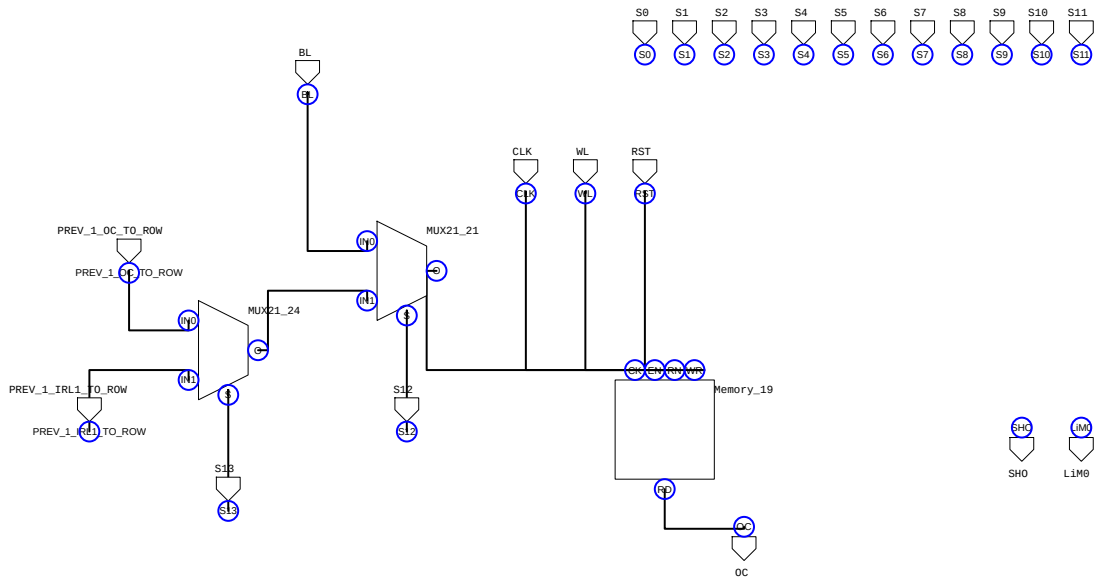 S0 S1 S2 S3 S4 S5 S6 S7 S8 S9 S10 S11
S0 S1 S2 S3 S4 S5 S6 S7 S8 S9 S10 S11
BL
BL
CLK WL RST
CLK WL RST
PREV_1_OC_TO_ROW
MUX21_21
IN0
PREV_1_OC_TO_ROW
O
IN1
MUX21_24
S
IN0
O
CK EN RN WR
IN1
PREV_1_IRL1_TO_ROW
S
S12
Memory_19
PREV_1_IRL1_TO_ROW
S12
SHO LiM0
S13
SHO LiM0
RD
S13
OC
OC